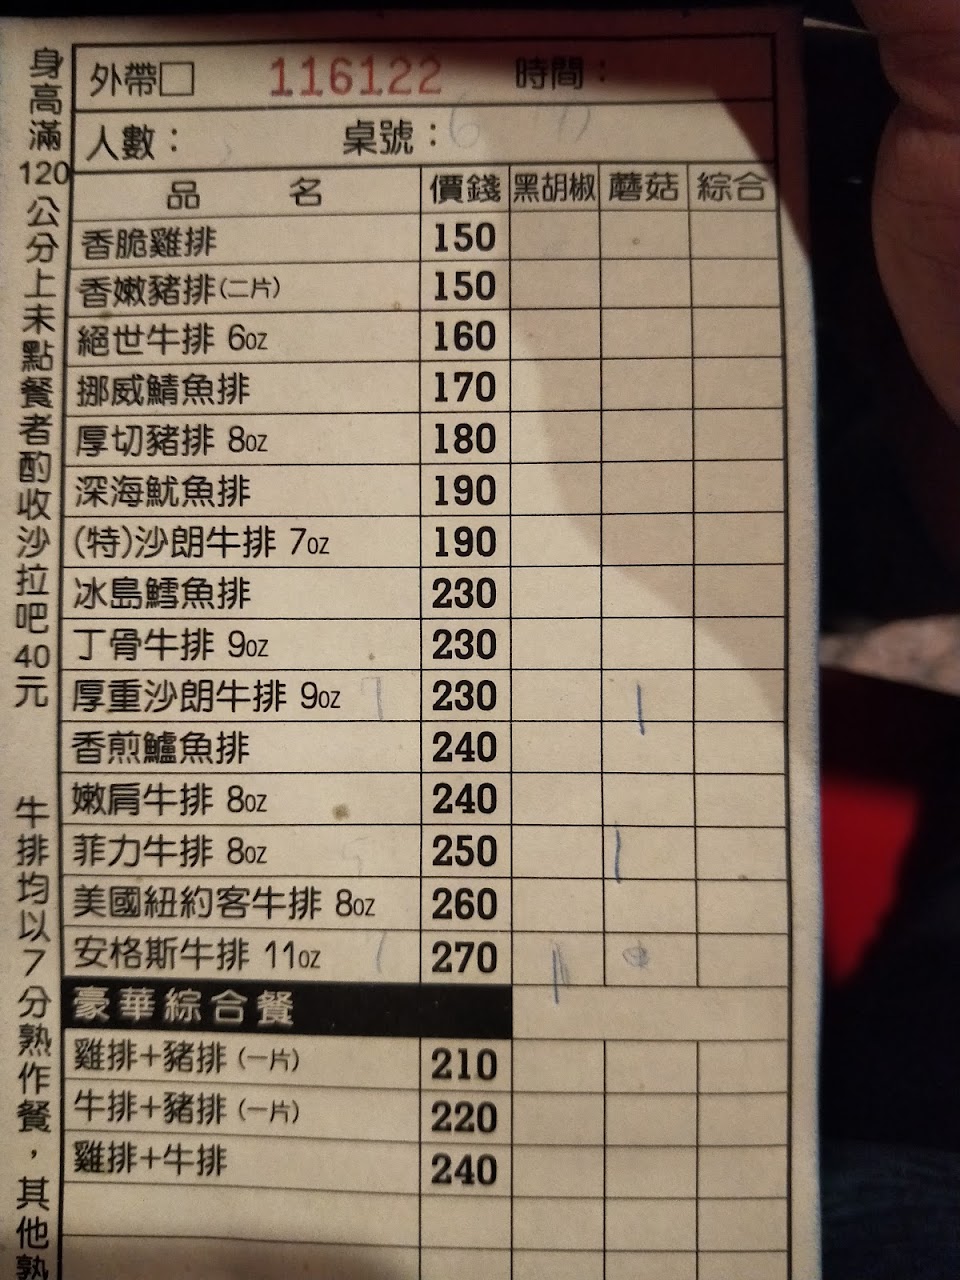 外帶□ 116122 時間：
人數： 桌號：
品 名 價錢 黑胡椒 蘑菇 綜合
香脆雞排 150
香嫩豬排(二片) 150
絕世牛排 6oz 160
挪威鯖魚排 170
厚切豬排 8oz 180
深海魷魚排 190
(特)沙朗牛排 7oz 190
冰島鱈魚排 230
丁骨牛排 9oz 230
厚重沙朗牛排 9oz 230
香煎鱸魚排 240
嫩肩牛排 8oz 240
菲力牛排 8oz 250
美國紐約客牛排 8oz 260
安格斯牛排 11oz 270
豪華綜合餐
雞排+豬排 (一片) 210
牛排+豬排 (一片) 220
雞排+牛排 240
身高滿120公分上未點餐者酌收沙拉吧40元
牛排均以7分熟作餐，其他熟